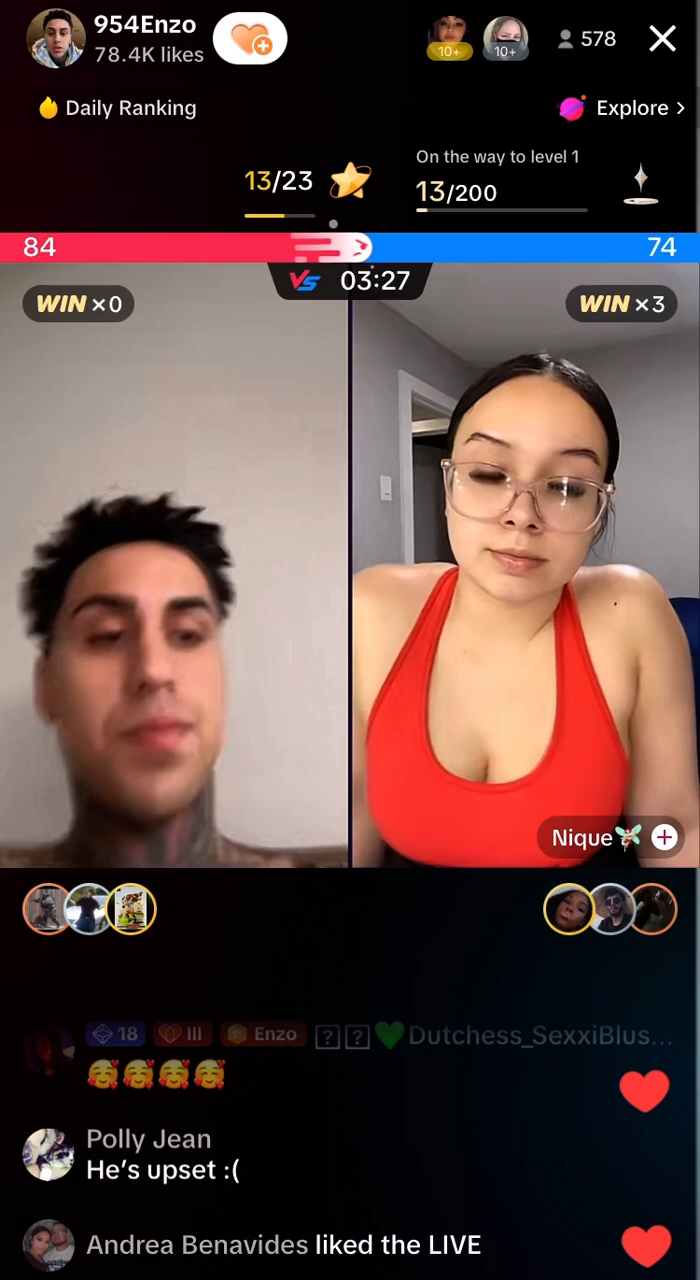 954Enzo
78.4K likes
10+
10+
578
Daily Ranking
Explore
13/23
On the way to level 1
13/200
84
74
VS 03:27
WIN ×0
WIN ×3
Nique
18 III Enzo Dutchess_SexxiBlus...
Polly Jean
He's upset :(
Andrea Benavides liked the LIVE